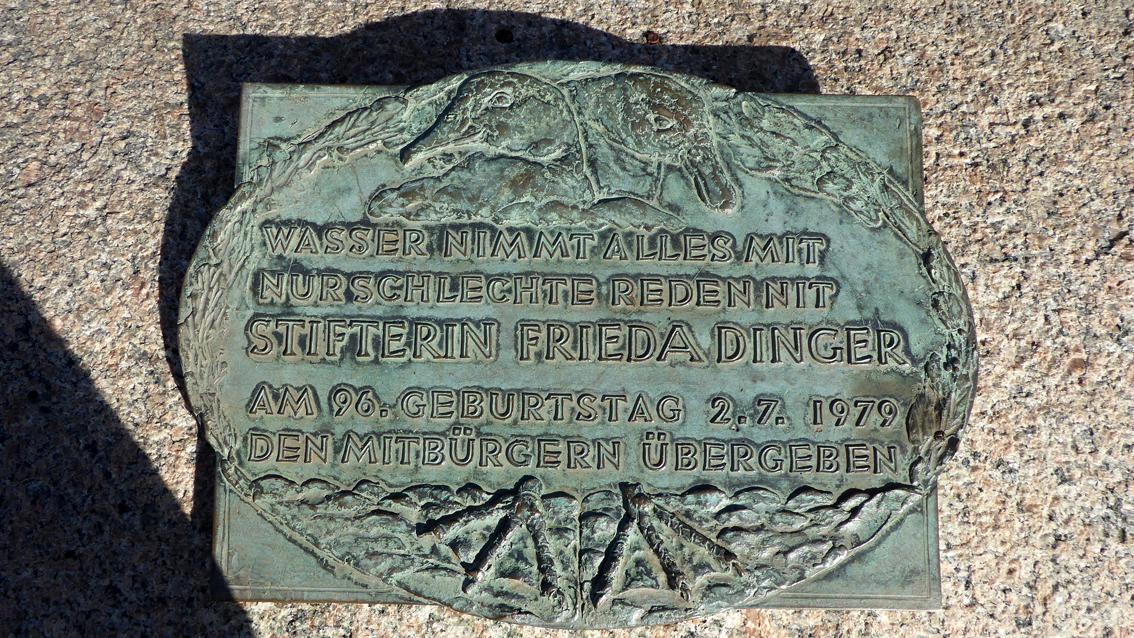 WASSER NIMMT ALLES MIT
NUR SCHLECHTE REDEN NIT
STIFTERIN FRIEDA DINGER
AM 96. GEBURTSTAG 2.7. 1979
DEN MITBÜRGERN ÜBERGEBEN